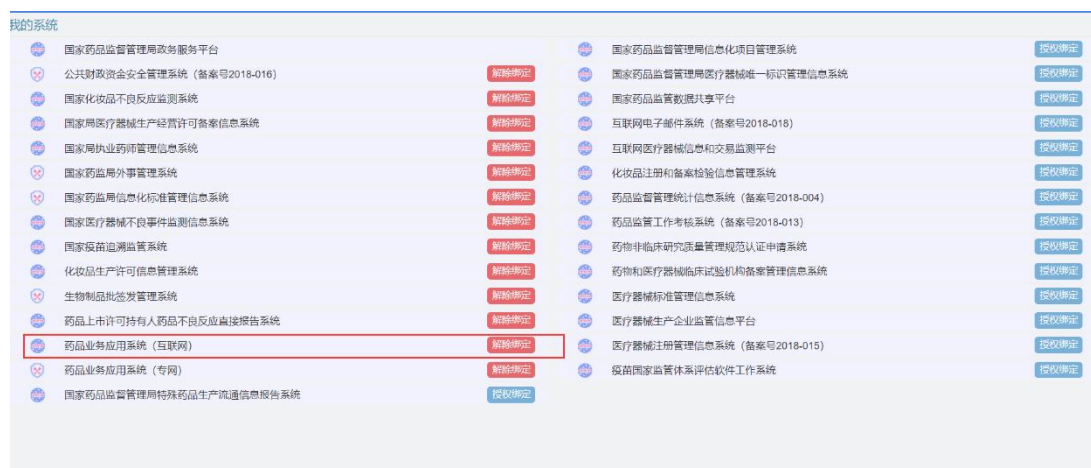 我的系统
国家药品监督管理局政务服务平台
公共财政资金安全管理系统（备案号2018-016） 解除绑定
国家化妆品不良反应监测系统 解除绑定
国家局医疗器械生产经营许可备案信息系统 解除绑定
国家局执业药师管理信息系统 解除绑定
国家药监局外事管理系统 解除绑定
国家药监局信息化标准管理信息系统 解除绑定
国家医疗器械不良事件监测信息系统 解除绑定
国家疫苗追溯监管系统 解除绑定
化妆品生产许可信息管理系统 解除绑定
生物制品批签发管理系统 解除绑定
药品上市许可持有人药品不良反应直接报告系统 解除绑定
药品业务应用系统（互联网） 解除绑定
药品业务应用系统（专网） 解除绑定
国家药品监督管理局特殊药品生产流通信息报告系统 授权绑定
国家药品监督管理局信息化项目管理系统 授权绑定
国家药品监督管理局医疗器械唯一标识管理信息系统 授权绑定
国家药品监管数据共享平台 授权绑定
互联网电子邮件系统（备案号2018-018） 授权绑定
互联网医疗器械信息和交易监测平台 授权绑定
化妆品注册和备案检验信息管理系统 授权绑定
药品监督管理统计信息系统（备案号2018-004） 授权绑定
药品监管工作考核系统（备案号2018-013） 授权绑定
药物非临床研究质量管理规范认证申请系统 授权绑定
药物和医疗器械临床试验机构备案管理信息系统 授权绑定
医疗器械标准管理信息系统 授权绑定
医疗器械生产企业监管信息平台 授权绑定
医疗器械注册管理信息系统（备案号2018-015） 授权绑定
疫苗国家监管体系评估软件工作系统 授权绑定